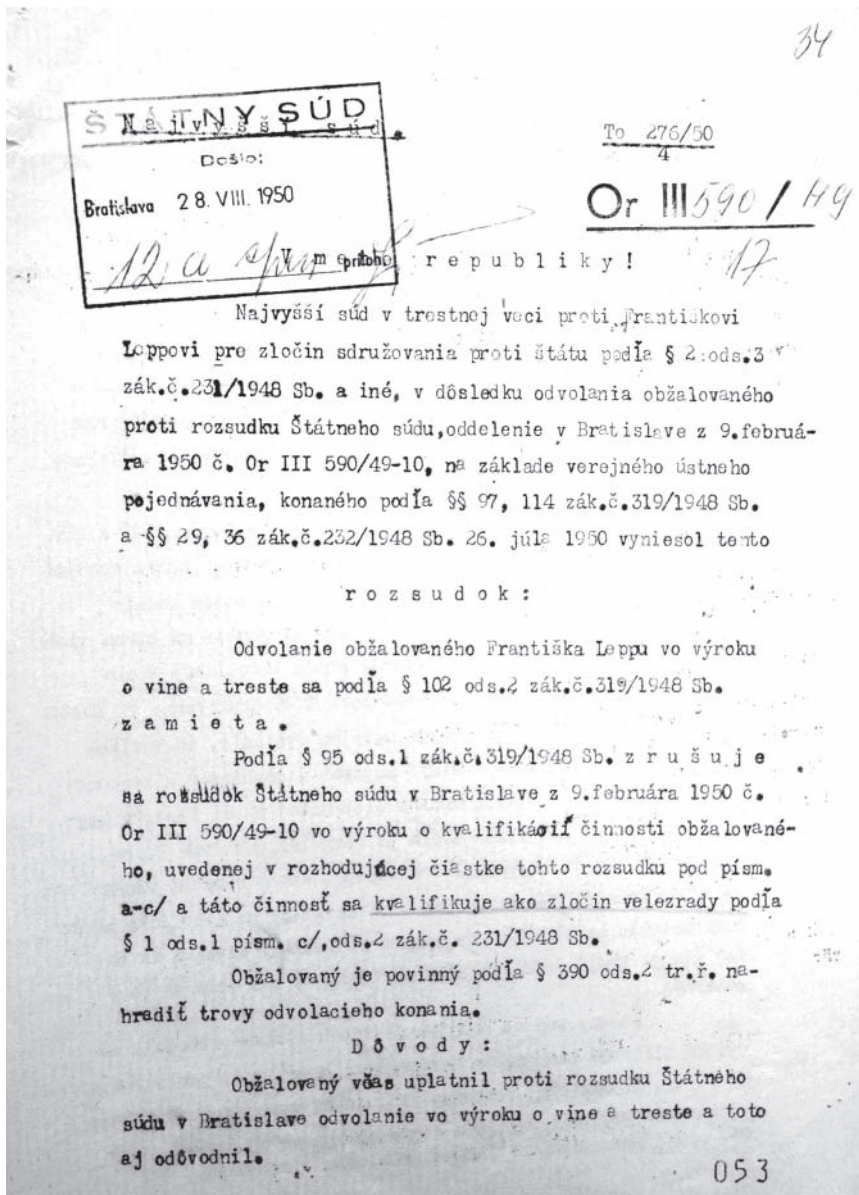 34
ŠTÁTNY SÚD
Najvyšší súd.
Došlo:
Bratislava 28. VIII. 1950
12 a
príloh
V mene republiky!
To 276/50
4
Or III 590 / 49
17
Najvyšší súd v trestnej veci proti Františkovi
Leppovi pre zločin sdružovania proti štátu podľa § 2 ods.3
zák.č.231/1948 Sb. a iné, v dôsledku odvolania obžalovaného
proti rozsudku Štátneho súdu,oddelenie v Bratislave z 9.februá-
ra 1950 č. Or III 590/49-10, na základe verejného ústneho
pojednávania, konaného podľa §§ 97, 114 zák.č.319/1948 Sb.
a §§ 29, 36 zák.č.232/1948 Sb. 26. júla 1950 vyniesol tento
rozsudok:
Odvolanie obžalovaného Františka Leppu vo výroku
o vine a treste sa podľa § 102 ods.2 zák.č.319/1948 Sb.
zamieta.
Podľa § 95 ods.1 zák.č.319/1948 Sb. zrušuje
sa rozsudok Štátneho súdu v Bratislave z 9.februára 1950 č.
Or III 590/49-10 vo výroku o kvalifikácií činnosti obžalované-
ho, uvedenej v rozhodujúcej čiastke tohto rozsudku pod písm.
a-c/ a táto činnosť sa kvalifikuje ako zločin velezrady podľa
§ 1 ods.1 písm. c/,ods.2 zák.č. 231/1948 Sb.
Obžalovaný je povinný podľa § 390 ods.2 tr.ř. na-
hradiť trovy odvolacieho konania.
Dôvody:
Obžalovaný včas uplatnil proti rozsudku Štátneho
súdu v Bratislave odvolanie vo výroku o vine a treste a toto
aj odôvodnil.
053